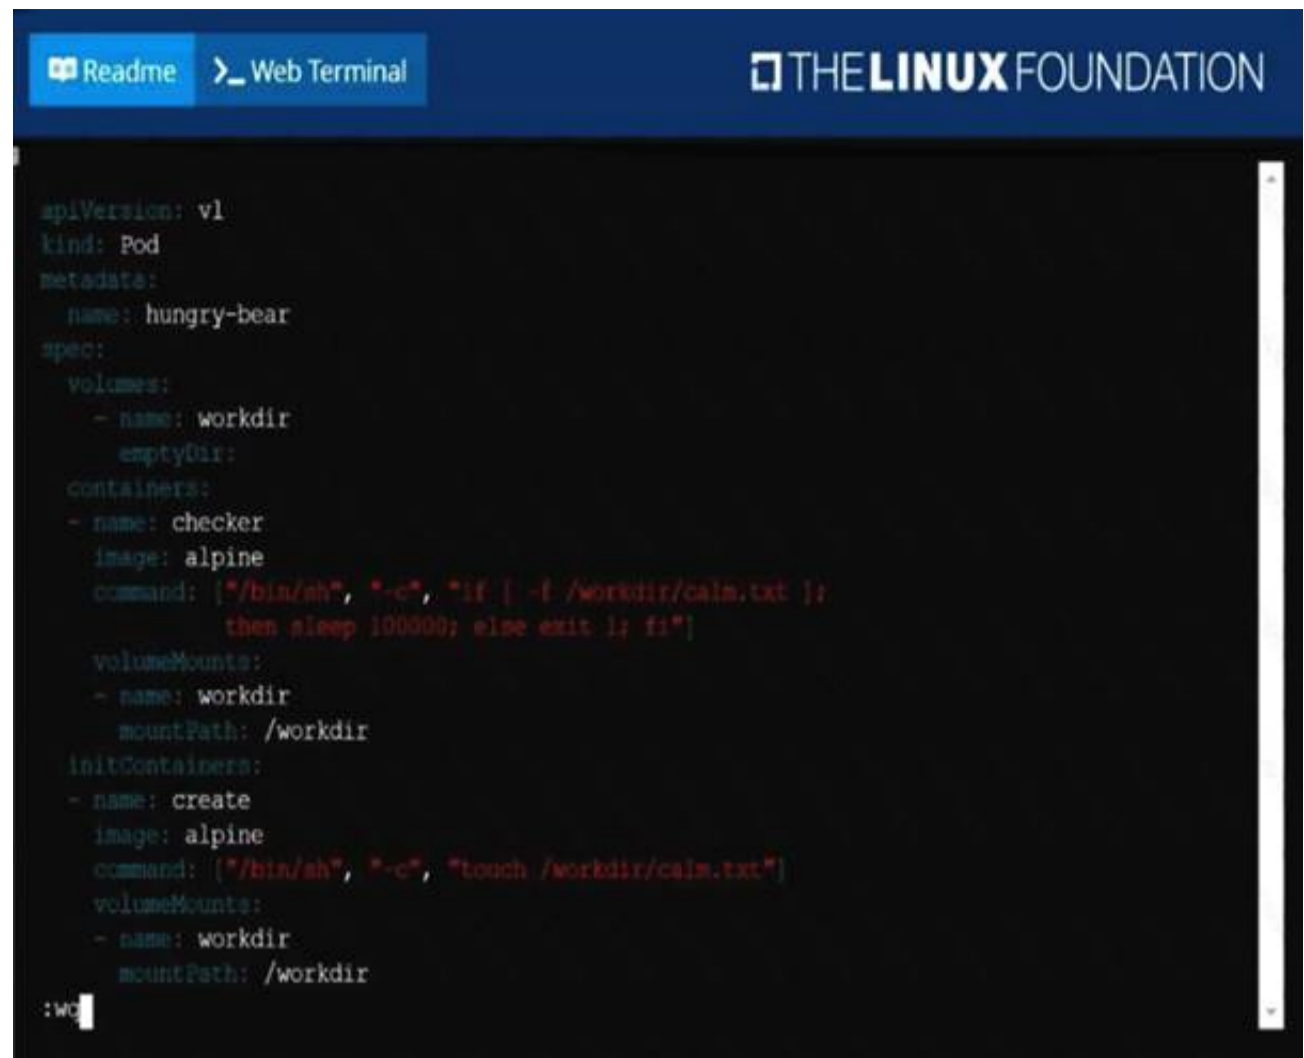 Readme
>_ Web Terminal
THE LINUX FOUNDATION
apiVersion: v1
kind: Pod
metadata:
  name: hungry-bear
spec:
  volumes:
    - name: workdir
      emptyDir:
  containers:
  - name: checker
    image: alpine
    command: ["/bin/sh", "-c", "if [ -f /workdir/calm.txt ];
              then sleep 100000; else exit 1; fi"]
    volumeMounts:
    - name: workdir
      mountPath: /workdir
  initContainers:
  - name: create
    image: alpine
    command: ["/bin/sh", "-c", "touch /workdir/calm.txt"]
    volumeMounts:
    - name: workdir
      mountPath: /workdir
:wq